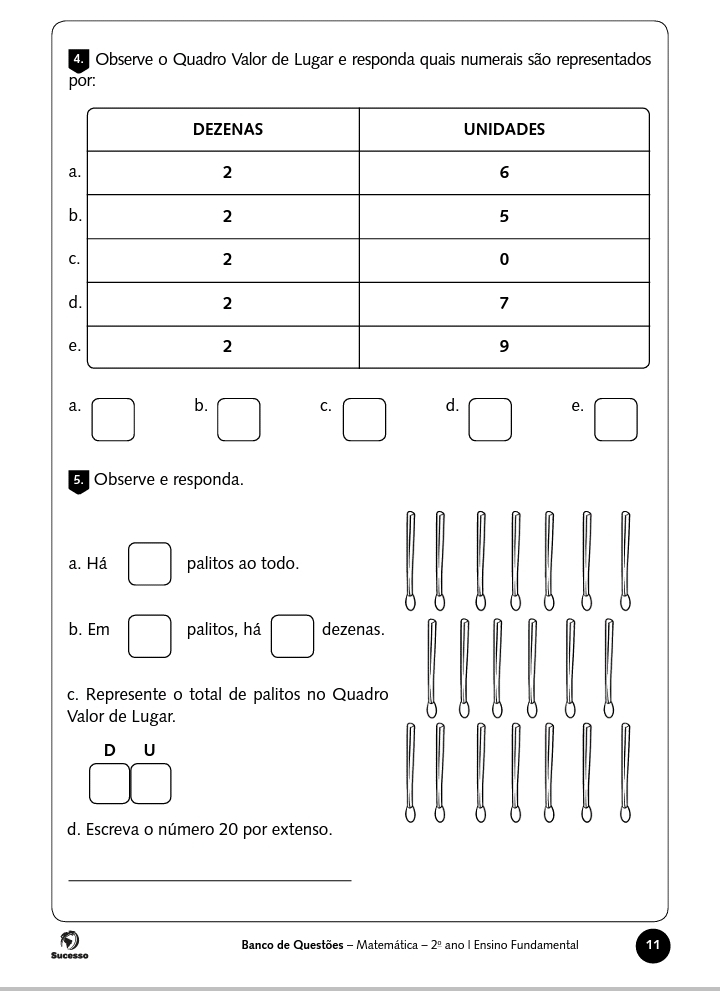 4. Observe o Quadro Valor de Lugar e responda quais numerais são representados
por:
DEZENAS UNIDADES
a. 2 6
b. 2 5
c. 2 0
d. 2 7
e. 2 9
a. b. c. d. e.
5. Observe e responda.
a. Há palitos ao todo.
b. Em palitos, há dezenas.
c. Represente o total de palitos no Quadro
Valor de Lugar.
D U
d. Escreva o número 20 por extenso.
Sucesso
Banco de Questões – Matemática – 2º ano | Ensino Fundamental
11